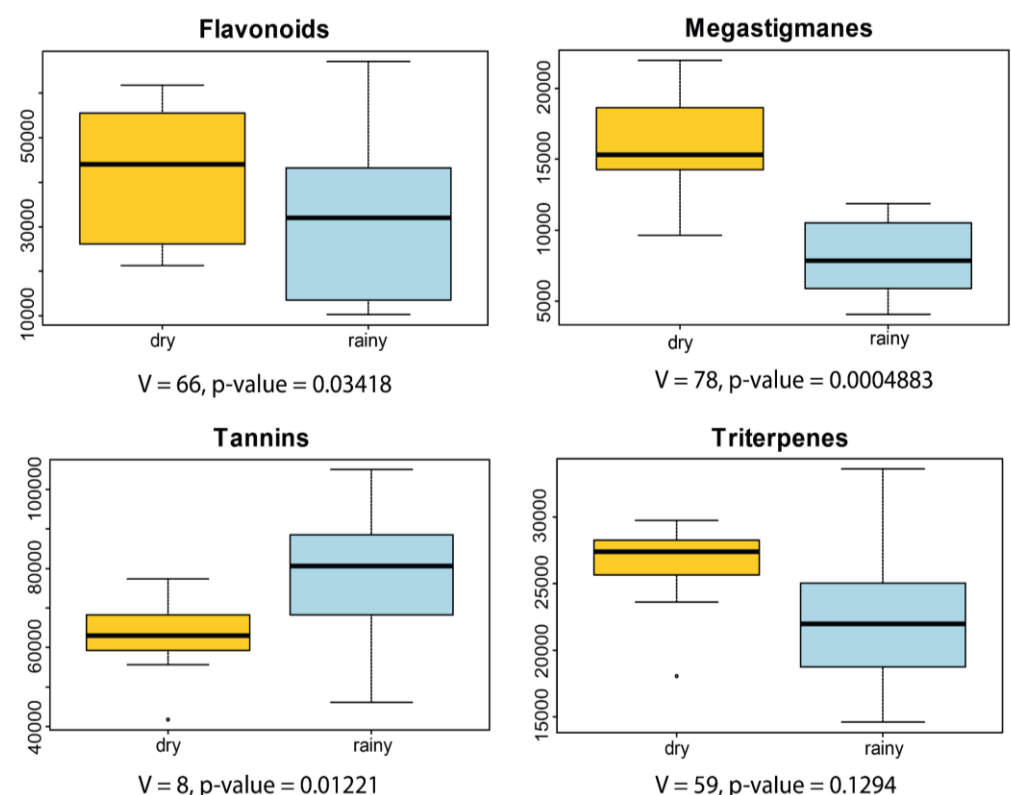 Flavonoids
50000
30000
10000
dry
rainy
V = 66, p-value = 0.03418
Megastigmanes
20000
15000
10000
5000
dry
rainy
V = 78, p-value = 0.0004883
Tannins
100000
80000
60000
40000
dry
rainy
V = 8, p-value = 0.01221
Triterpenes
30000
25000
20000
15000
dry
rainy
V = 59, p-value = 0.1294